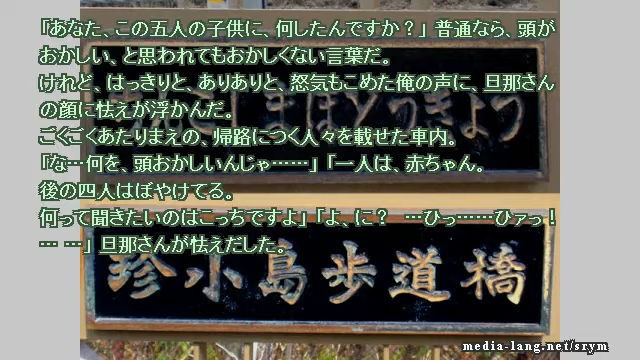 「あなた、この五人の子供に、何したんですか？」 普通なら、頭が
おかしい、と思われてもおかしくない言葉だ。
けれど、はっきりと、ありありと、怒気もこめた俺の声に、旦那さん
の顔に怯えが浮かんだ。
ごくごくあたりまえの、帰路につく人々を載せた車内。
「な…何を、頭おかしいんじゃ……」 「一人は、赤ちゃん。
後の四人はぼやけてる。
何って聞きたいのはこっちですよ」 「よ、に？　…ひっ……ひァっ！
… …」 旦那さんが怯えだした。
珍小島歩道橋
media-lang.net/srym